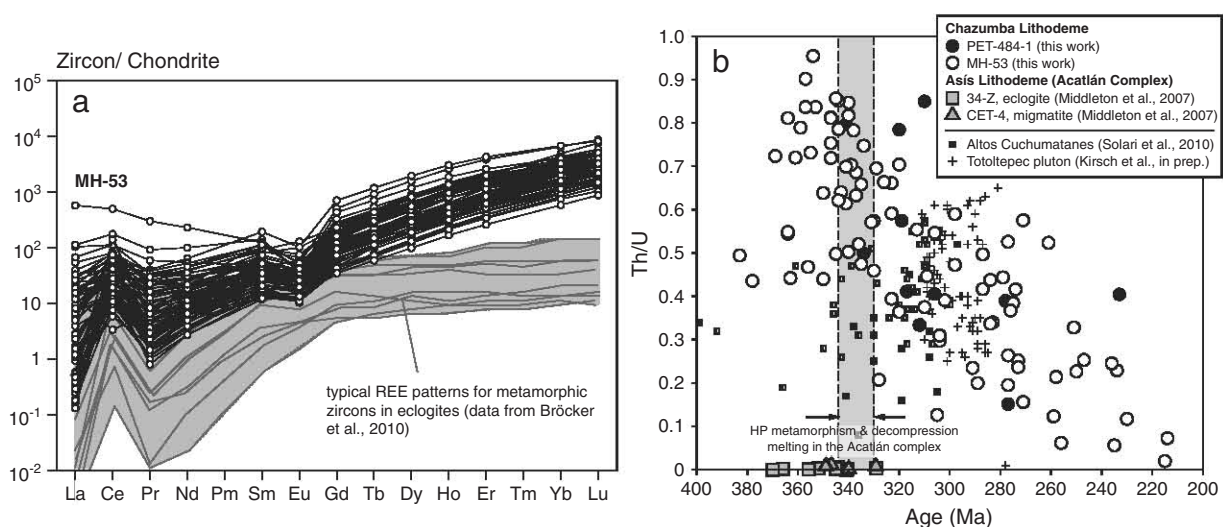 Zircon/ Chondrite
a
10^5
10^4
10^3
10^2
10
1
10^-1
10^-2
MH-53
typical REE patterns for metamorphic
zircons in eclogites (data from Bröcker
et al., 2010)
La Ce Pr Nd Pm Sm Eu Gd Tb Dy Ho Er Tm Yb Lu
b
Chazumba Lithodeme
PET-484-1 (this work)
MH-53 (this work)
Asís Lithodeme (Acatlán Complex)
34-Z, eclogite (Middleton et al., 2007)
CET-4, migmatite (Middleton et al., 2007)
Altos Cuchumatanes (Solari et al., 2010)
Totoltepec pluton (Kirsch et al., in prep.)
Th/U
1.0
0.9
0.8
0.7
0.6
0.5
0.4
0.3
0.2
0.1
0
HP metamorphism & decompression
melting in the Acatlán complex
400 380 360 340 320 300 280 260 240 220 200
Age (Ma)